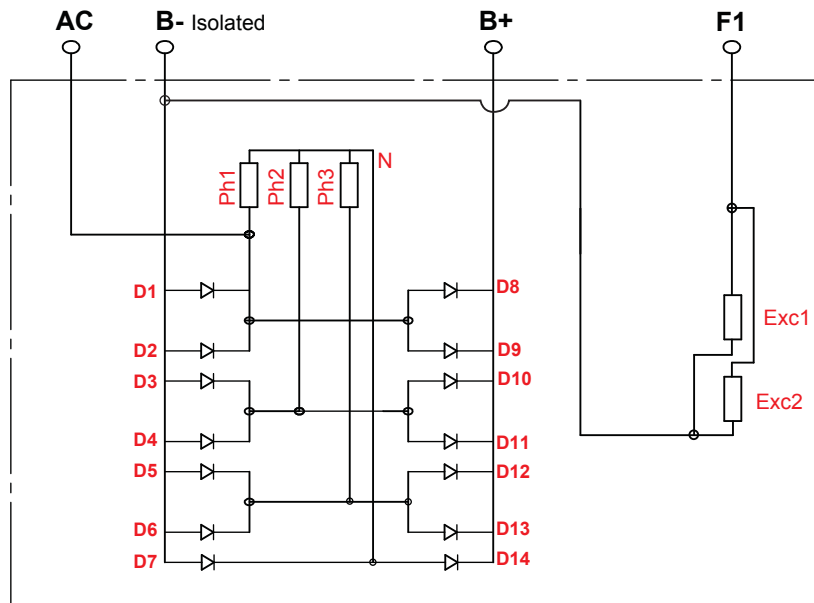 AC
B- Isolated
B+
F1
N
Ph1
Ph2
Ph3
D1
D8
Exc1
D2
D9
D3
D10
Exc2
D4
D11
D5
D12
D6
D13
D7
D14